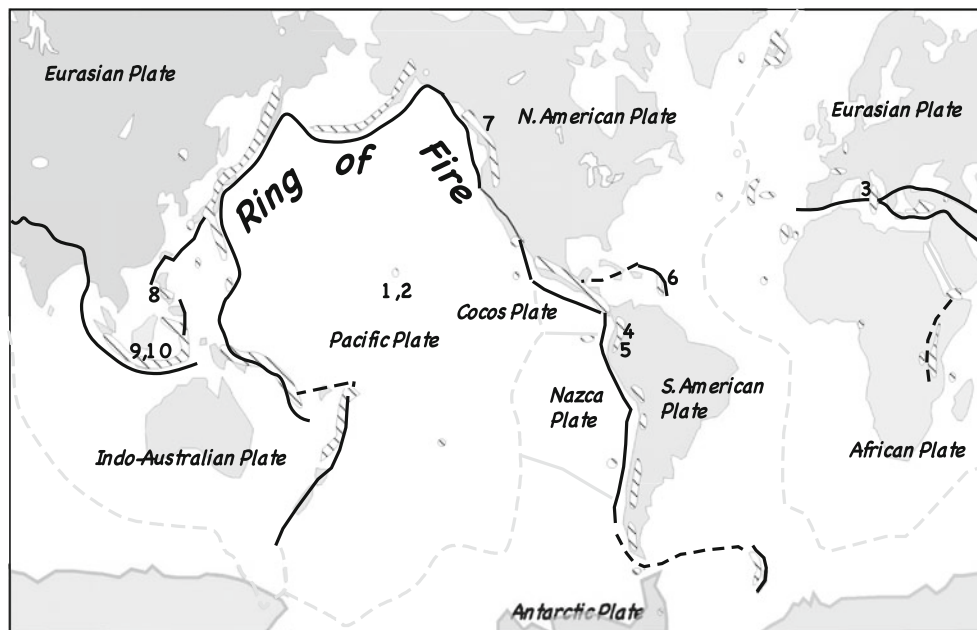 Eurasian Plate
N. American Plate
Eurasian Plate
Ring of Fire
7
3
8
1,2
6
Cocos Plate
Pacific Plate
4
5
9,10
Nazca
Plate
S. American
Plate
Indo-Australian Plate
African Plate
Antarctic Plate